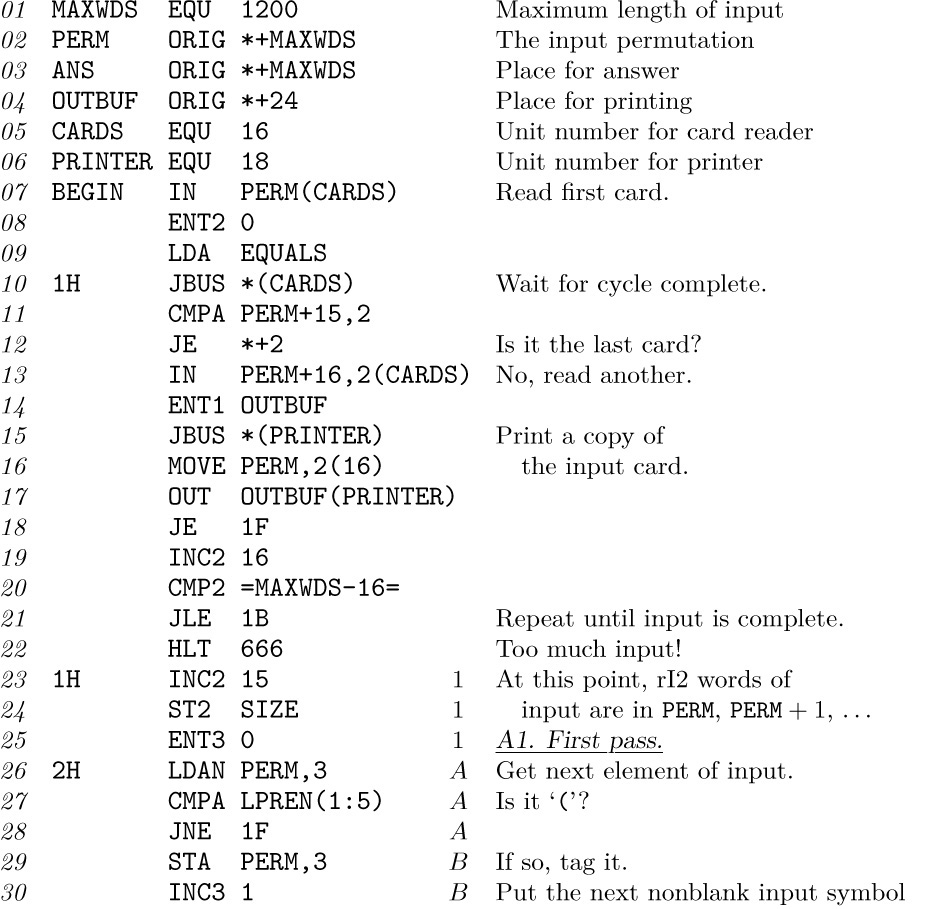 01 MAXWDS EQU 1200 Maximum length of input
02 PERM ORIG *+MAXWDS The input permutation
03 ANS ORIG *+MAXWDS Place for answer
04 OUTBUF ORIG *+24 Place for printing
05 CARDS EQU 16 Unit number for card reader
06 PRINTER EQU 18 Unit number for printer
07 BEGIN IN PERM(CARDS) Read first card.
08 ENT2 0
09 LDA EQUALS
10 1H JBUS *(CARDS) Wait for cycle complete.
11 CMPA PERM+15,2
12 JE *+2 Is it the last card?
13 IN PERM+16,2(CARDS) No, read another.
14 ENT1 OUTBUF
15 JBUS *(PRINTER) Print a copy of
16 MOVE PERM,2(16) the input card.
17 OUT OUTBUF(PRINTER)
18 JE 1F
19 INC2 16
20 CMP2 =MAXWDS-16=
21 JLE 1B Repeat until input is complete.
22 HLT 666 Too much input!
23 1H INC2 15 1 At this point, rI2 words of
24 ST2 SIZE 1 input are in PERM, PERM + 1, ...
25 ENT3 0 1 A1. First pass.
26 2H LDAN PERM,3 A Get next element of input.
27 CMPA LPREN(1:5) A Is it ‘(’?
28 JNE 1F A
29 STA PERM,3 B If so, tag it.
30 INC3 1 B Put the next nonblank input symbol